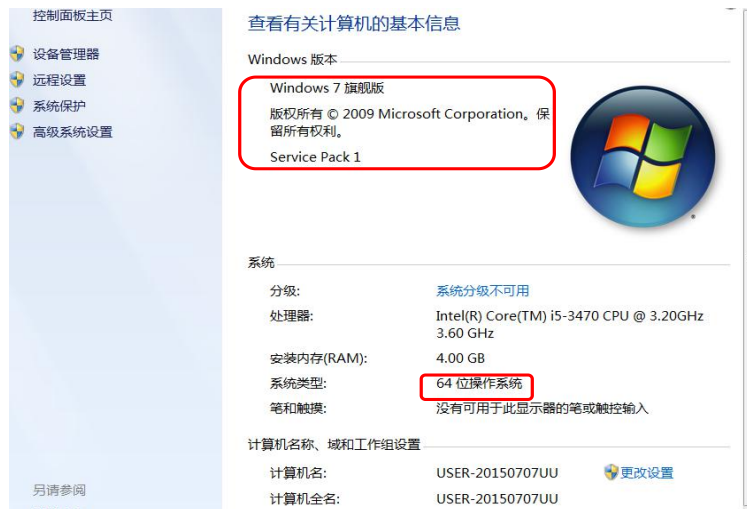 控制面板主页
设备管理器
远程设置
系统保护
高级系统设置
另请参阅
查看有关计算机的基本信息
Windows 版本
Windows 7 旗舰版
版权所有 © 2009 Microsoft Corporation。保
留所有权利。
Service Pack 1
系统
分级: 系统分级不可用
处理器: Intel(R) Core(TM) i5-3470 CPU @ 3.20GHz
3.60 GHz
安装内存(RAM): 4.00 GB
系统类型: 64 位操作系统
笔和触摸: 没有可用于此显示器的笔或触控输入
计算机名称、域和工作组设置
计算机名: USER-20150707UU 更改设置
计算机全名: USER-20150707UU